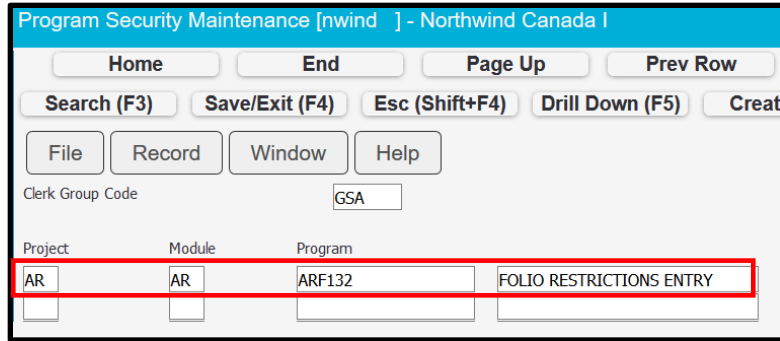 Program Security Maintenance [nwind ] - Northwind Canada I
Home End Page Up Prev Row
Search (F3) Save/Exit (F4) Esc (Shift+F4) Drill Down (F5) Creat
File Record Window Help
Clerk Group Code GSA
Project Module Program
AR AR ARF132 FOLIO RESTRICTIONS ENTRY